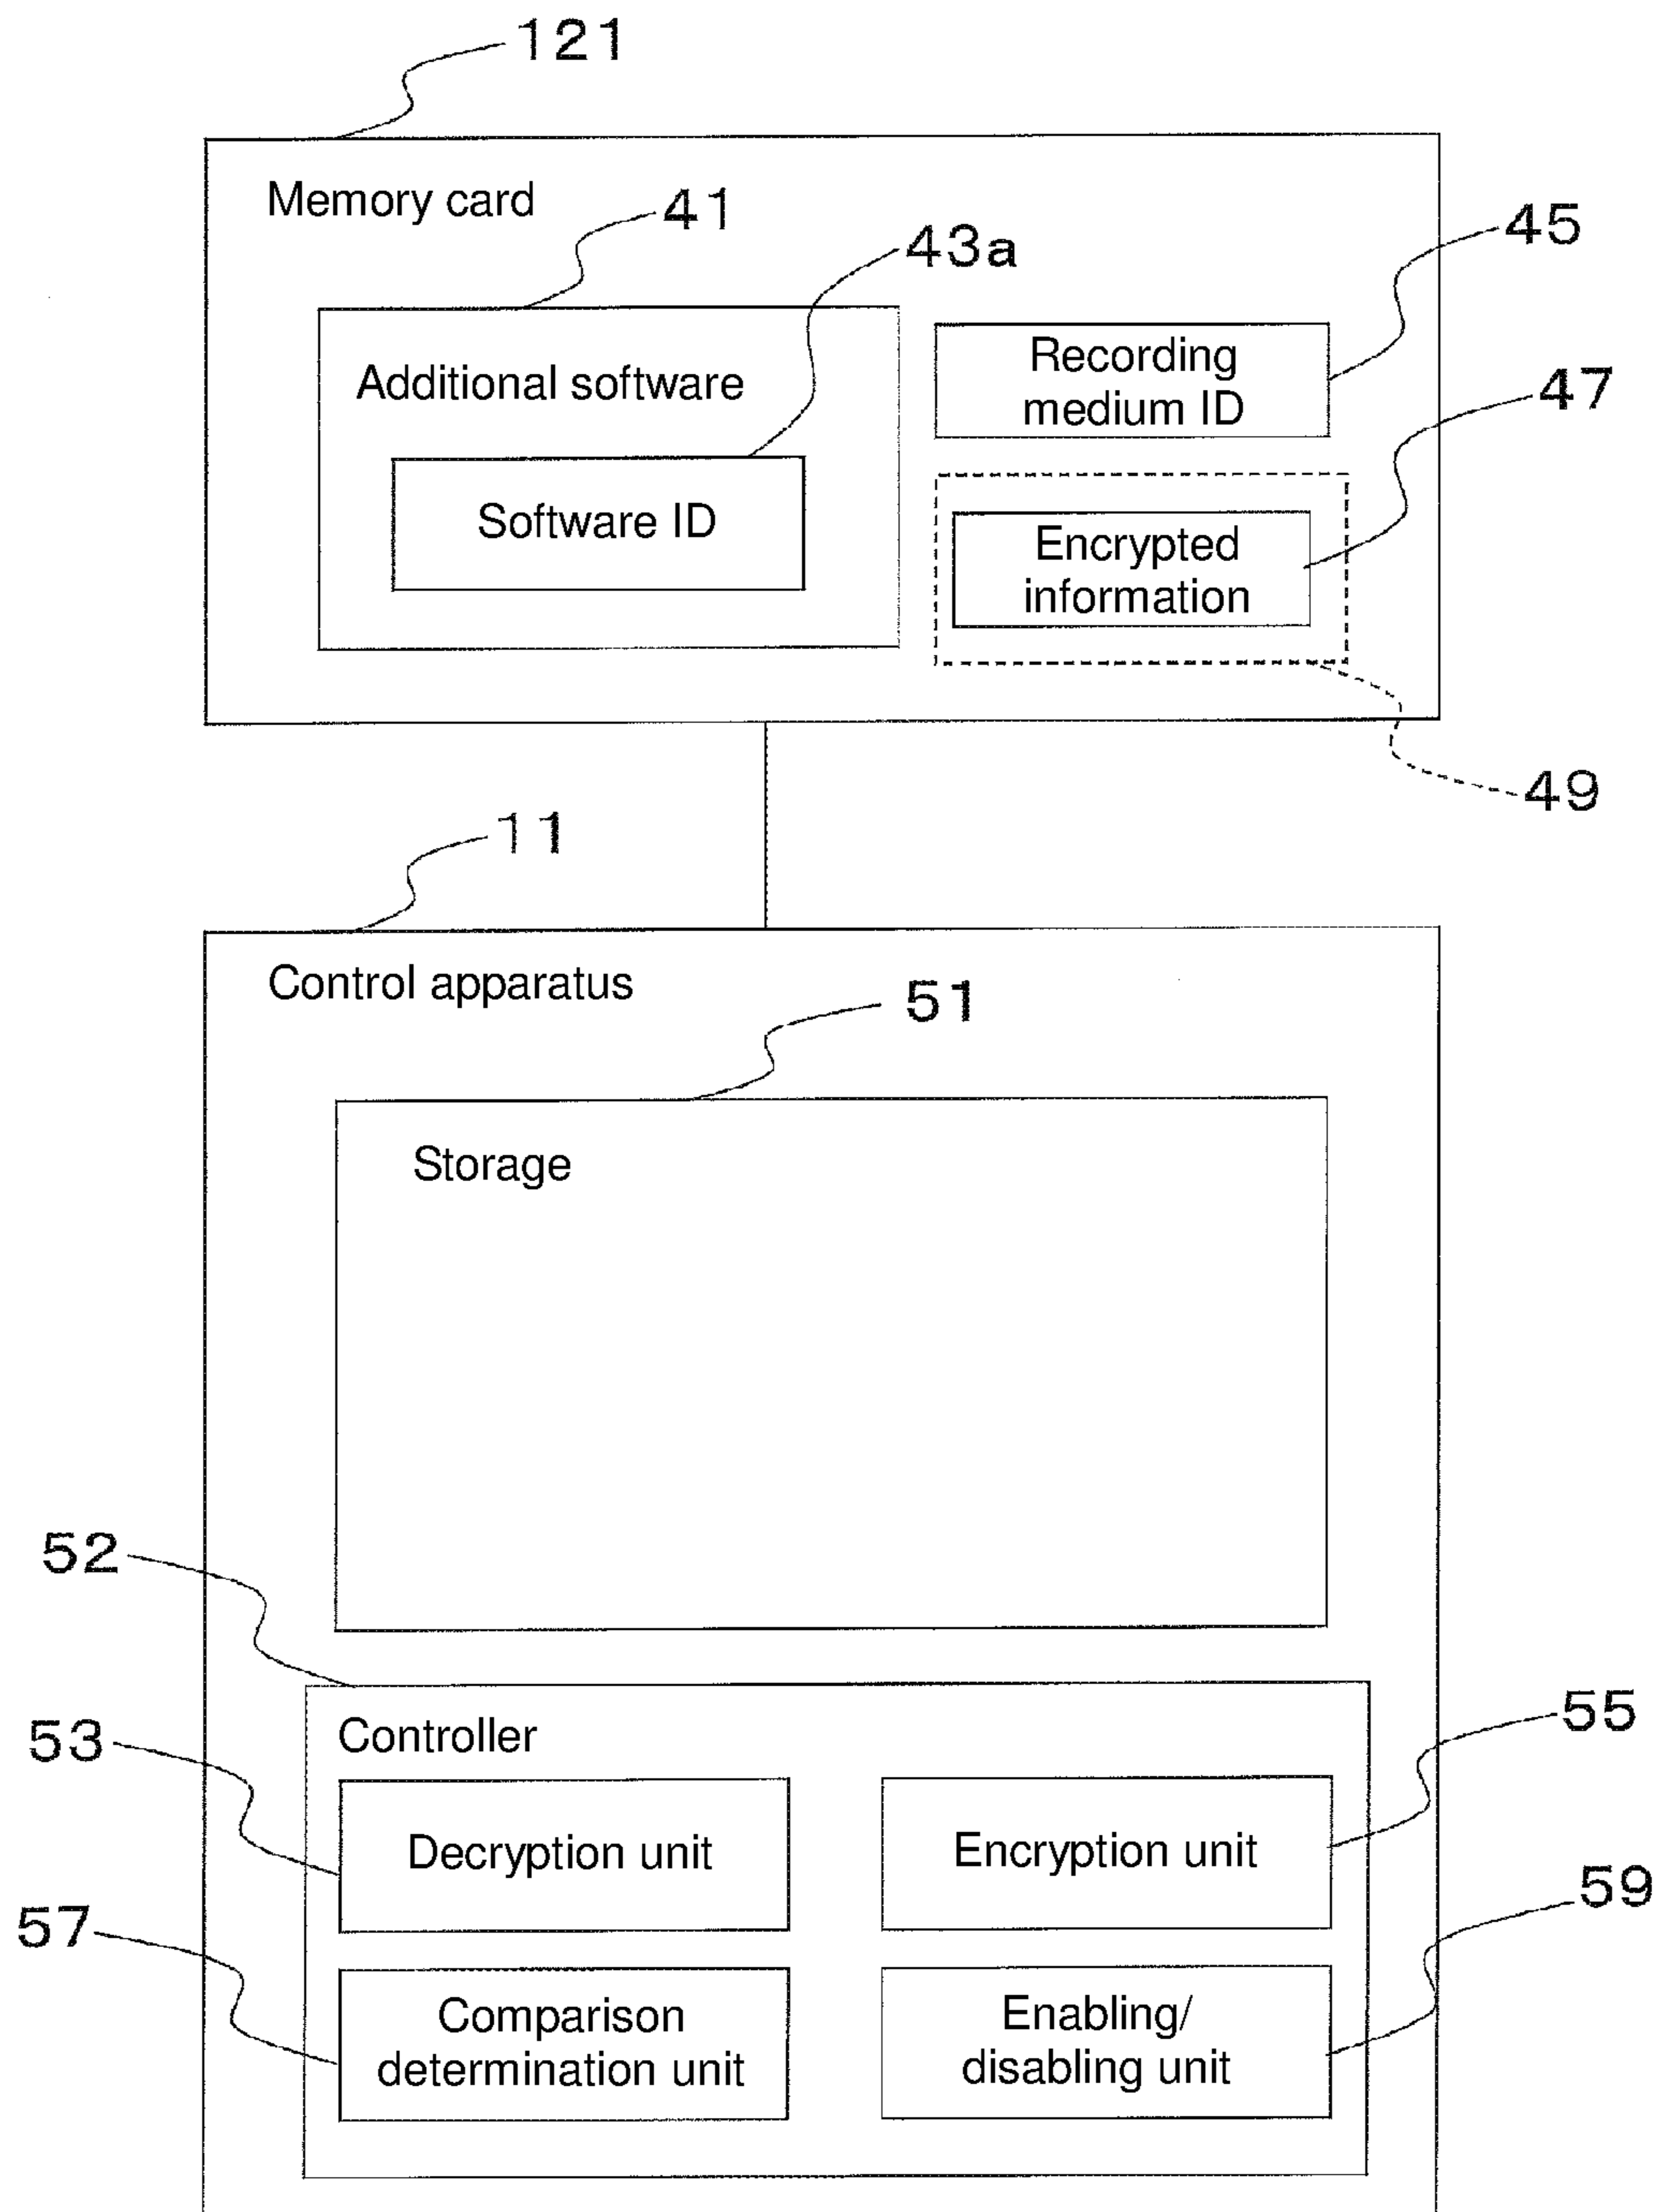 121
Memory card
41
43a
45
Additional software
Recording
medium ID
47
Software ID
Encrypted
information
49
11
Control apparatus
51
Storage
52
55
53
Controller
Decryption unit
Encryption unit
59
57
Comparison
determination unit
Enabling/
disabling unit